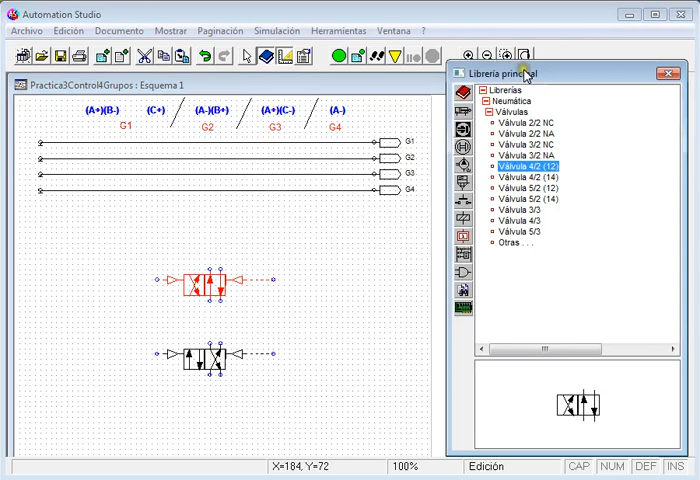 Automation Studio
Archivo Edición Documento Mostrar Paginación Simulación Herramientas Ventana ?
Practica3Control4Grupos : Esquema 1
(A+)(B-) (C+) (A-)(B+) (A+)(C-) (A-)
G1 G2 G3 G4
G1
G2
G3
G4
Librería principal
Librerías
Neumática
Válvulas
Válvula 2/2 NC
Válvula 2/2 NA
Válvula 3/2 NC
Válvula 3/2 NA
Válvula 4/2 (12)
Válvula 4/2 (14)
Válvula 5/2 (12)
Válvula 5/2 (14)
Válvula 3/3
Válvula 4/3
Válvula 5/3
Otras . . .
X=184, Y=72 100% Edición CAP NUM DEF INS